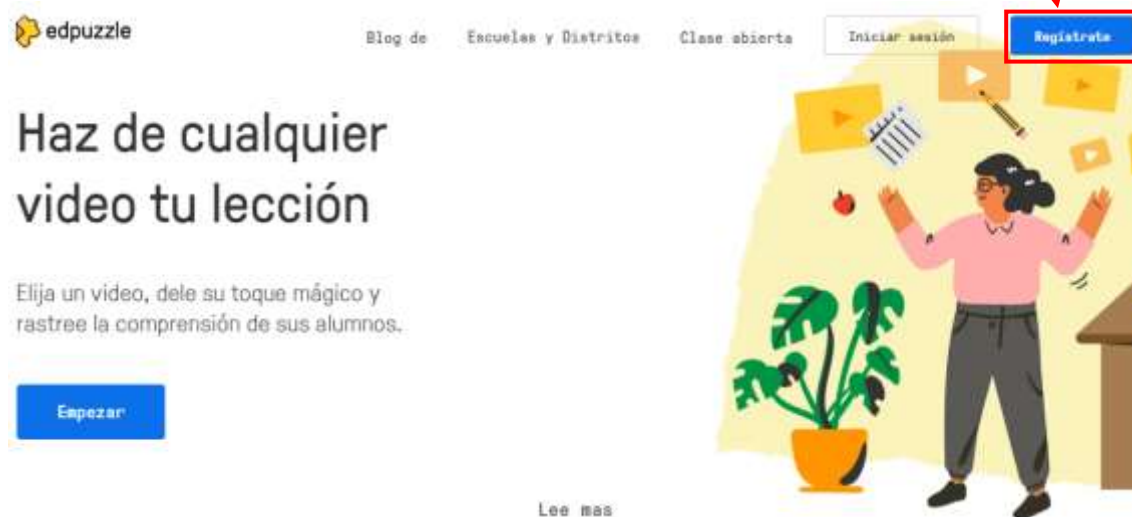 edpuzzle
Blog de
Escuelas y Distritos
Clase abierta
Iniciar sesión
Regístrate
Haz de cualquier
video tu lección
Elija un video, dele su toque mágico y
rastree la comprensión de sus alumnos.
Empezar
Lee mas